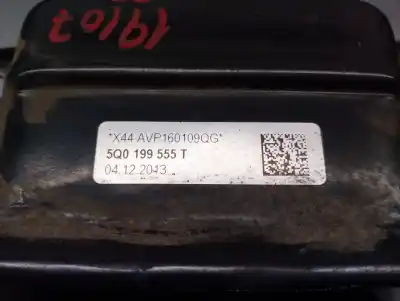 19107
*X44 AVP160109QG*
5Q0 199 555 T
04.12.2013